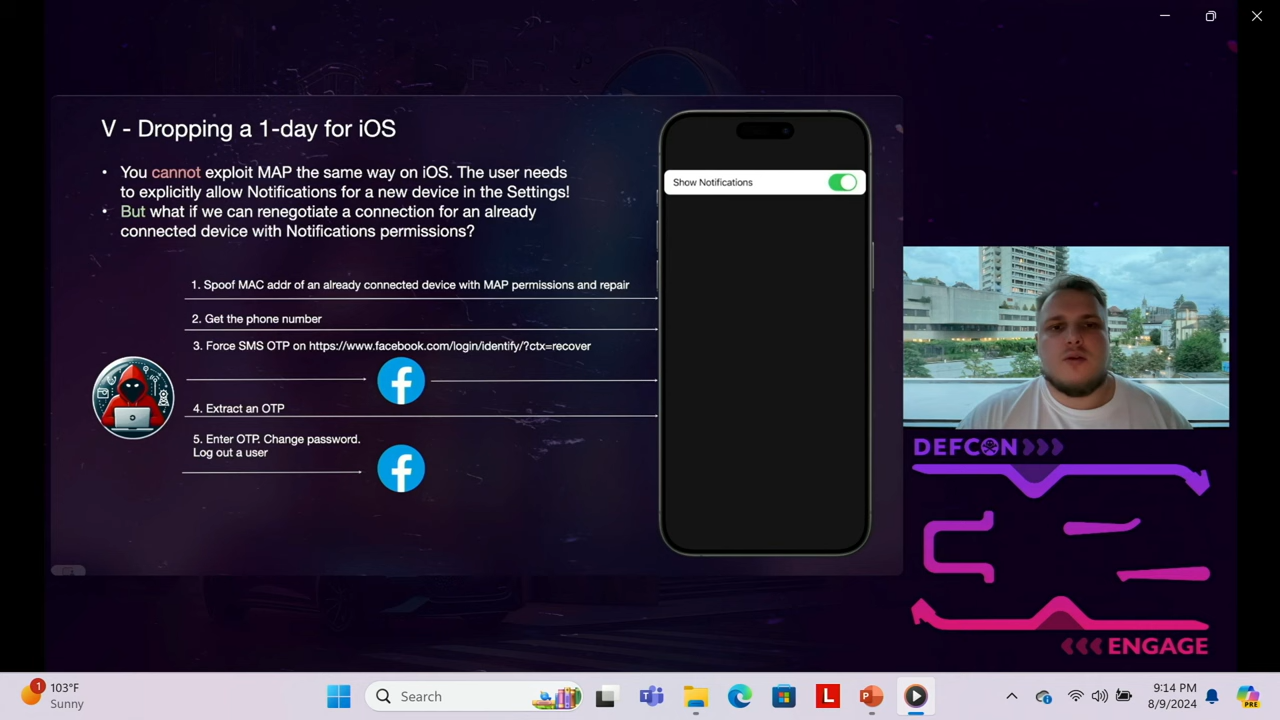 V - Dropping a 1-day for iOS
• You cannot exploit MAP the same way on iOS. The user needs
to explicitly allow Notifications for a new device in the Settings!
• But what if we can renegotiate a connection for an already
connected device with Notifications permissions?
1. Spoof MAC addr of an already connected device with MAP permissions and repair
2. Get the phone number
3. Force SMS OTP on https://www.facebook.com/login/identify/?ctx=recover
4. Extract an OTP
5. Enter OTP. Change password.
Log out a user
Show Notifications
DEFCON
ENGAGE
1
103°F
Sunny
Search
L
9:14 PM
8/9/2024
PRE